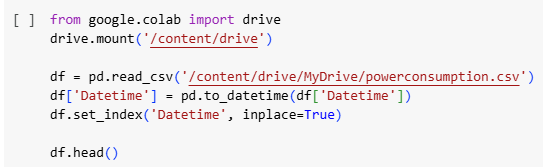 [ ] from google.colab import drive
drive.mount('/content/drive')
df = pd.read_csv('/content/drive/MyDrive/powerconsumption.csv')
df['Datetime'] = pd.to_datetime(df['Datetime'])
df.set_index('Datetime', inplace=True)
df.head()